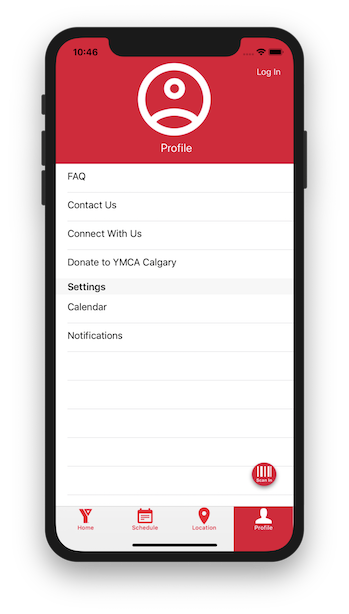 10:46
Log In
Profile
FAQ
Contact Us
Connect With Us
Donate to YMCA Calgary
Settings
Calendar
Notifications
Scan In
Home
Schedule
Location
Profile